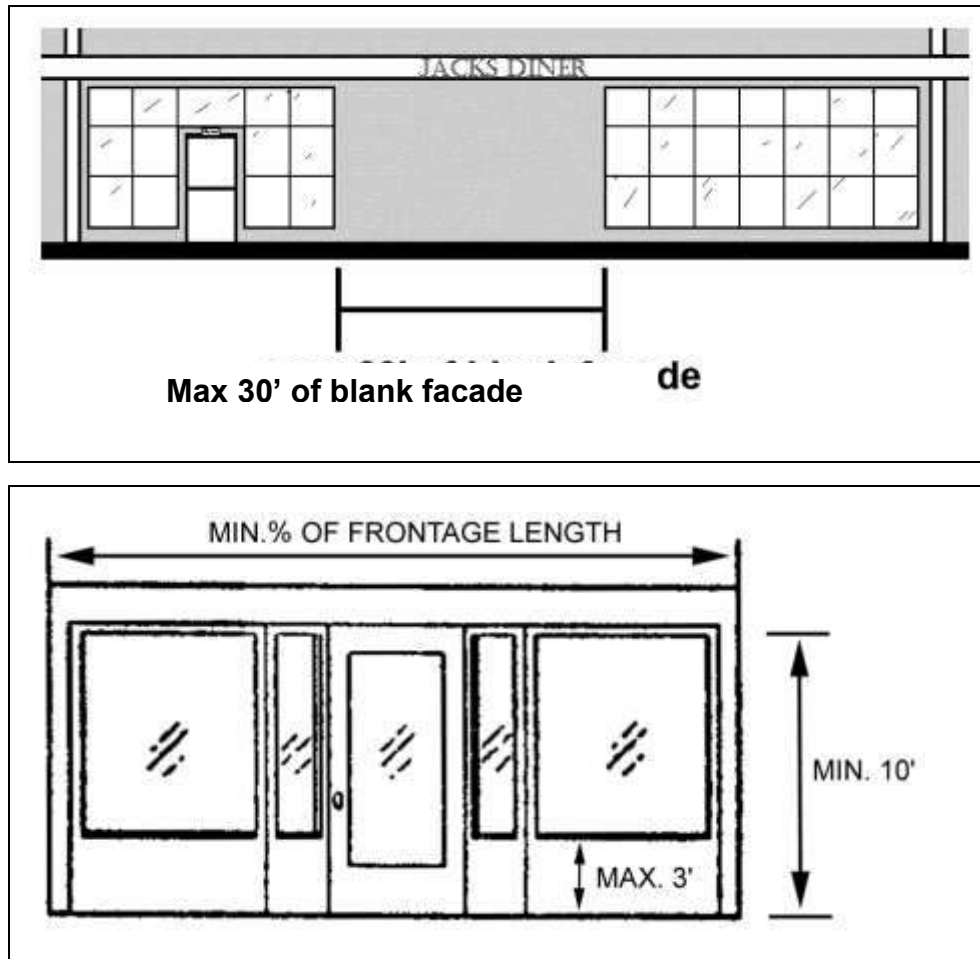 JACKS DINER
de
Max 30' of blank facade
MIN.% OF FRONTAGE LENGTH
MIN. 10'
MAX. 3'